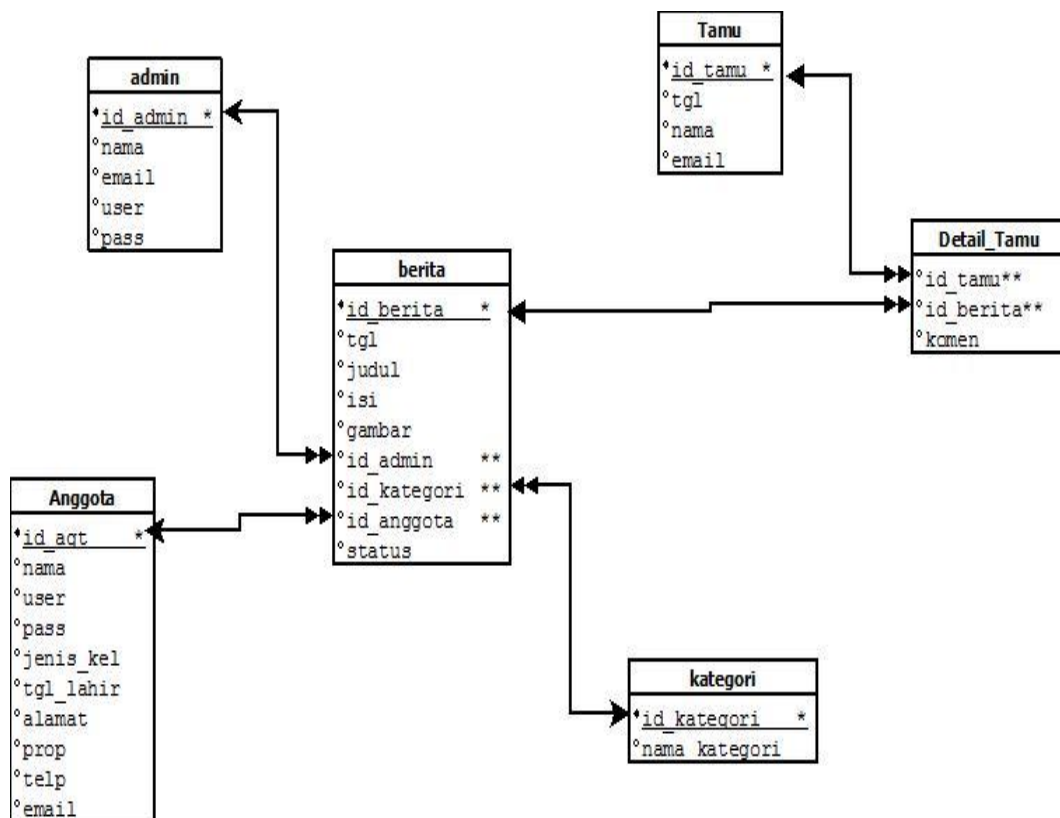 admin
id_admin *
nama
email
user
pass
Tamu
id_tamu *
tgl
nama
email
Detail_Tamu
id_tamu**
id_berita**
komen
berita
id_berita *
tgl
judul
isi
gambar
id_admin **
id_kategori **
id_anggota **
status
Anggota
id_agt *
nama
user
pass
jenis_kel
tgl_lahir
alamat
prop
telp
email
kategori
id_kategori *
nama_kategori